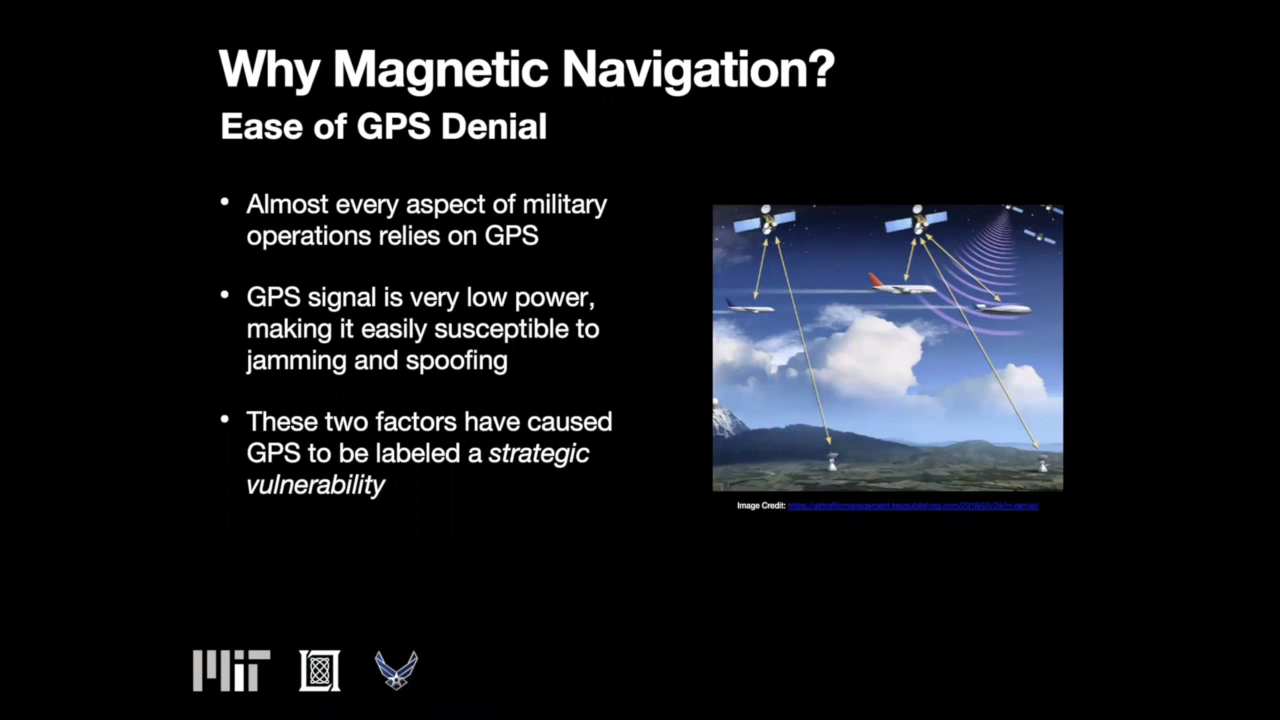 Why Magnetic Navigation?
Ease of GPS Denial
• Almost every aspect of military
operations relies on GPS
• GPS signal is very low power,
making it easily susceptible to
jamming and spoofing
• These two factors have caused
GPS to be labeled a strategic
vulnerability
Image Credit:
MIT